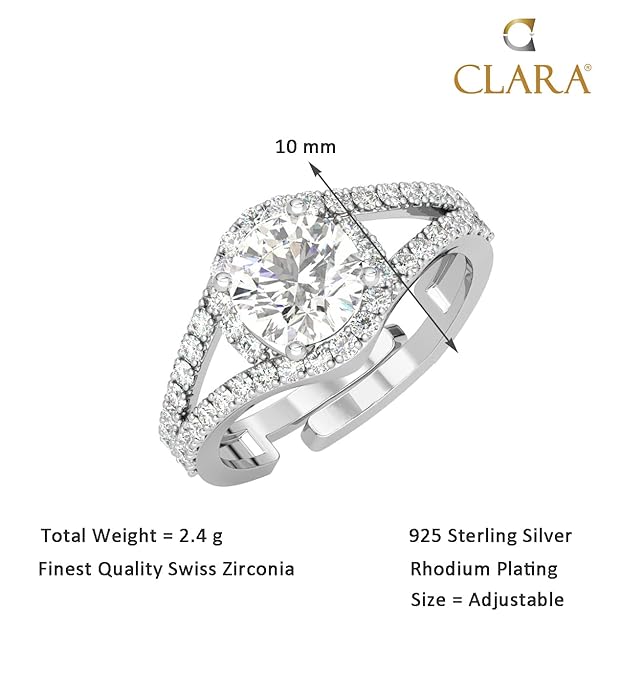 CLARA®
10 mm
Total Weight = 2.4 g
Finest Quality Swiss Zirconia
925 Sterling Silver
Rhodium Plating
Size = Adjustable